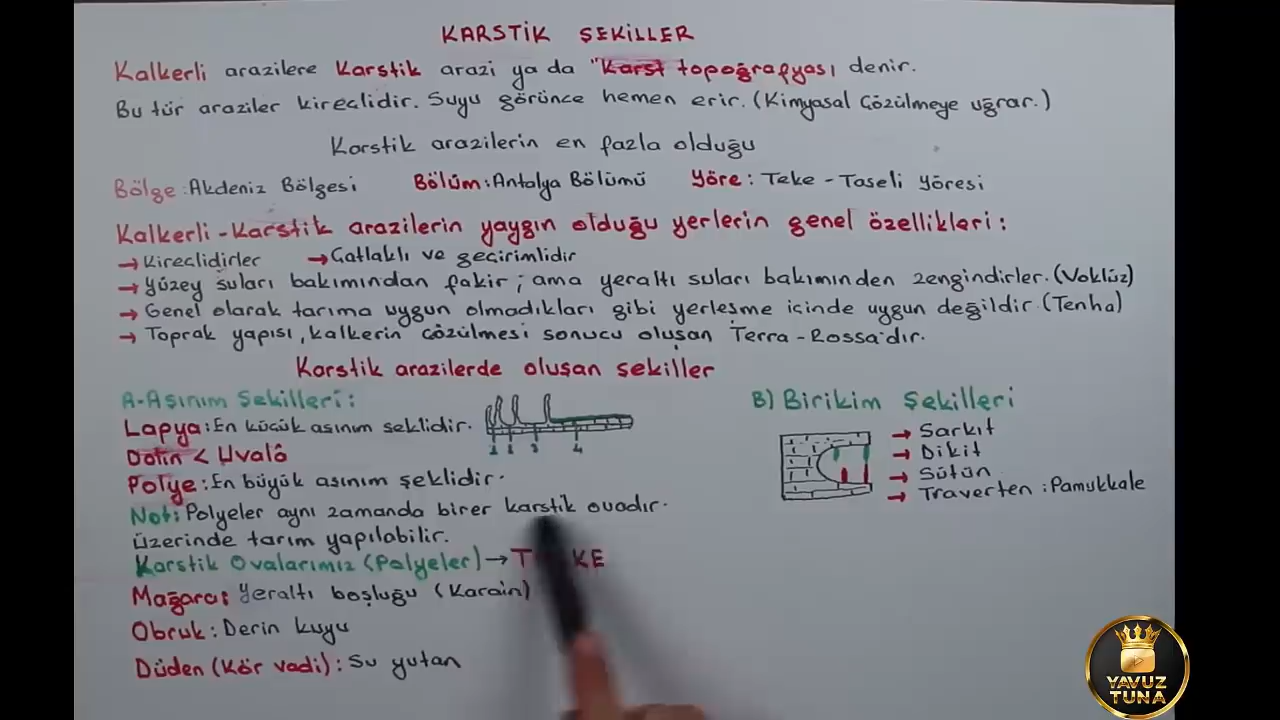 KARSTİK ŞEKİLLER
Kalkerli arazilere Karstik arazi ya da "Karst topoğrafyası denir.
Bu tür araziler kireçlidir. Suyu görünce hemen erir. (Kimyasal Çözülmeye uğrar.)
Karstik arazilerin en fazla olduğu
Bölge: Akdeniz Bölgesi Bölüm: Antalya Bölümü Yöre: Teke - Taşeli Yöresi
Kalkerli - Karstik arazilerin yaygın olduğu yerlerin genel özellikleri:
→ Kireçlidirler → Çatlaklı ve geçirimlidir
→ Yüzey suları bakımından fakir; ama yeraltı suları bakımından zengindirler. (Voklüz)
→ Genel olarak tarıma uygun olmadıkları gibi yerleşme içinde uygun değildir (Tenha)
→ Toprak yapısı, kalkerin çözülmesi sonucu oluşan Terra-Rossa'dır.
Karstik arazilerde oluşan şekiller
A-Aşınım Şekilleri:
Lapya: En küçük aşınım şeklidir.
Dolin < Uvalâ
1 2 3 4
Polye: En büyük aşınım şeklidir.
Not: Polyeler aynı zamanda birer karstik ovadır.
üzerinde tarım yapılabilir.
Karstik Ovalarımız (Polyeler) →
Mağara: Yeraltı boşluğu (Karain)
Obruk: Derin kuyu
Düden (Kör vadi): Su yutan
B) Birikim Şekilleri
→ Sarkıt
→ Dikit
→ Sütün
→ Traverten: Pamukkale
YAVUZ
TUNA